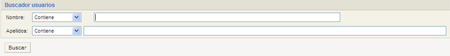 Buscador usuarios
Nombre: Contiene
Apellidos: Contiene
Buscar